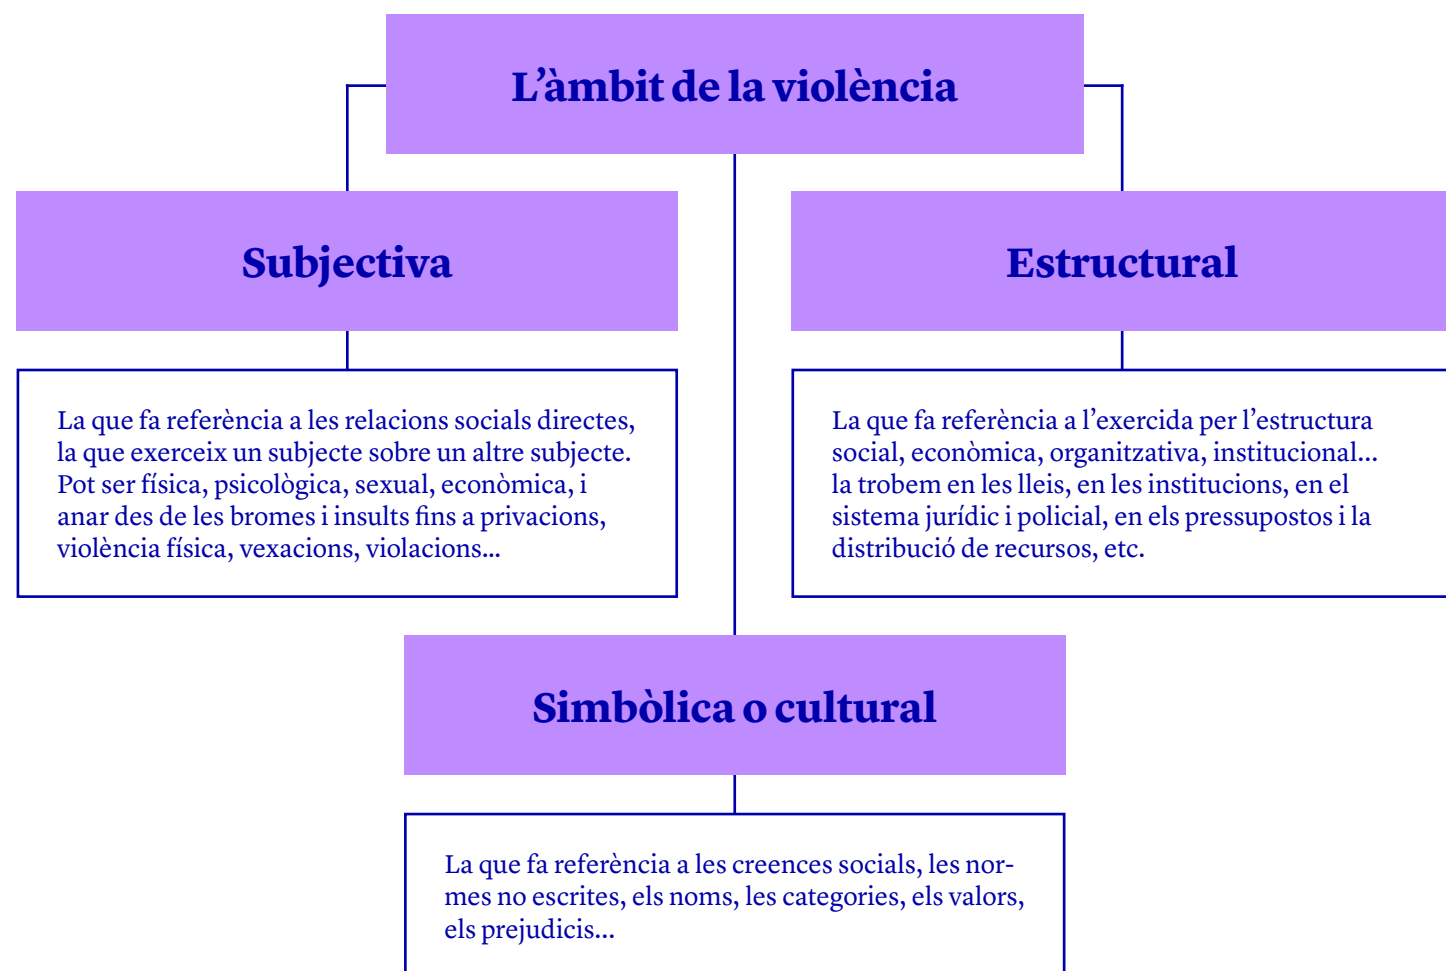 L’àmbit de la violència
Subjectiva
La que fa referència a les relacions socials directes,
la que exerceix un subjecte sobre un altre subjecte.
Pot ser física, psicològica, sexual, econòmica, i
anar des de les bromes i insults fins a privacions,
violència física, vexacions, violacions...
Estructural
La que fa referència a l’exercida per l’estructura
social, econòmica, organitzativa, institucional...
la trobem en les lleis, en les institucions, en el
sistema jurídic i policial, en els pressupostos i la
distribució de recursos, etc.
Simbòlica o cultural
La que fa referència a les creences socials, les nor-
mes no escrites, els noms, les categories, els valors,
els prejudicis...